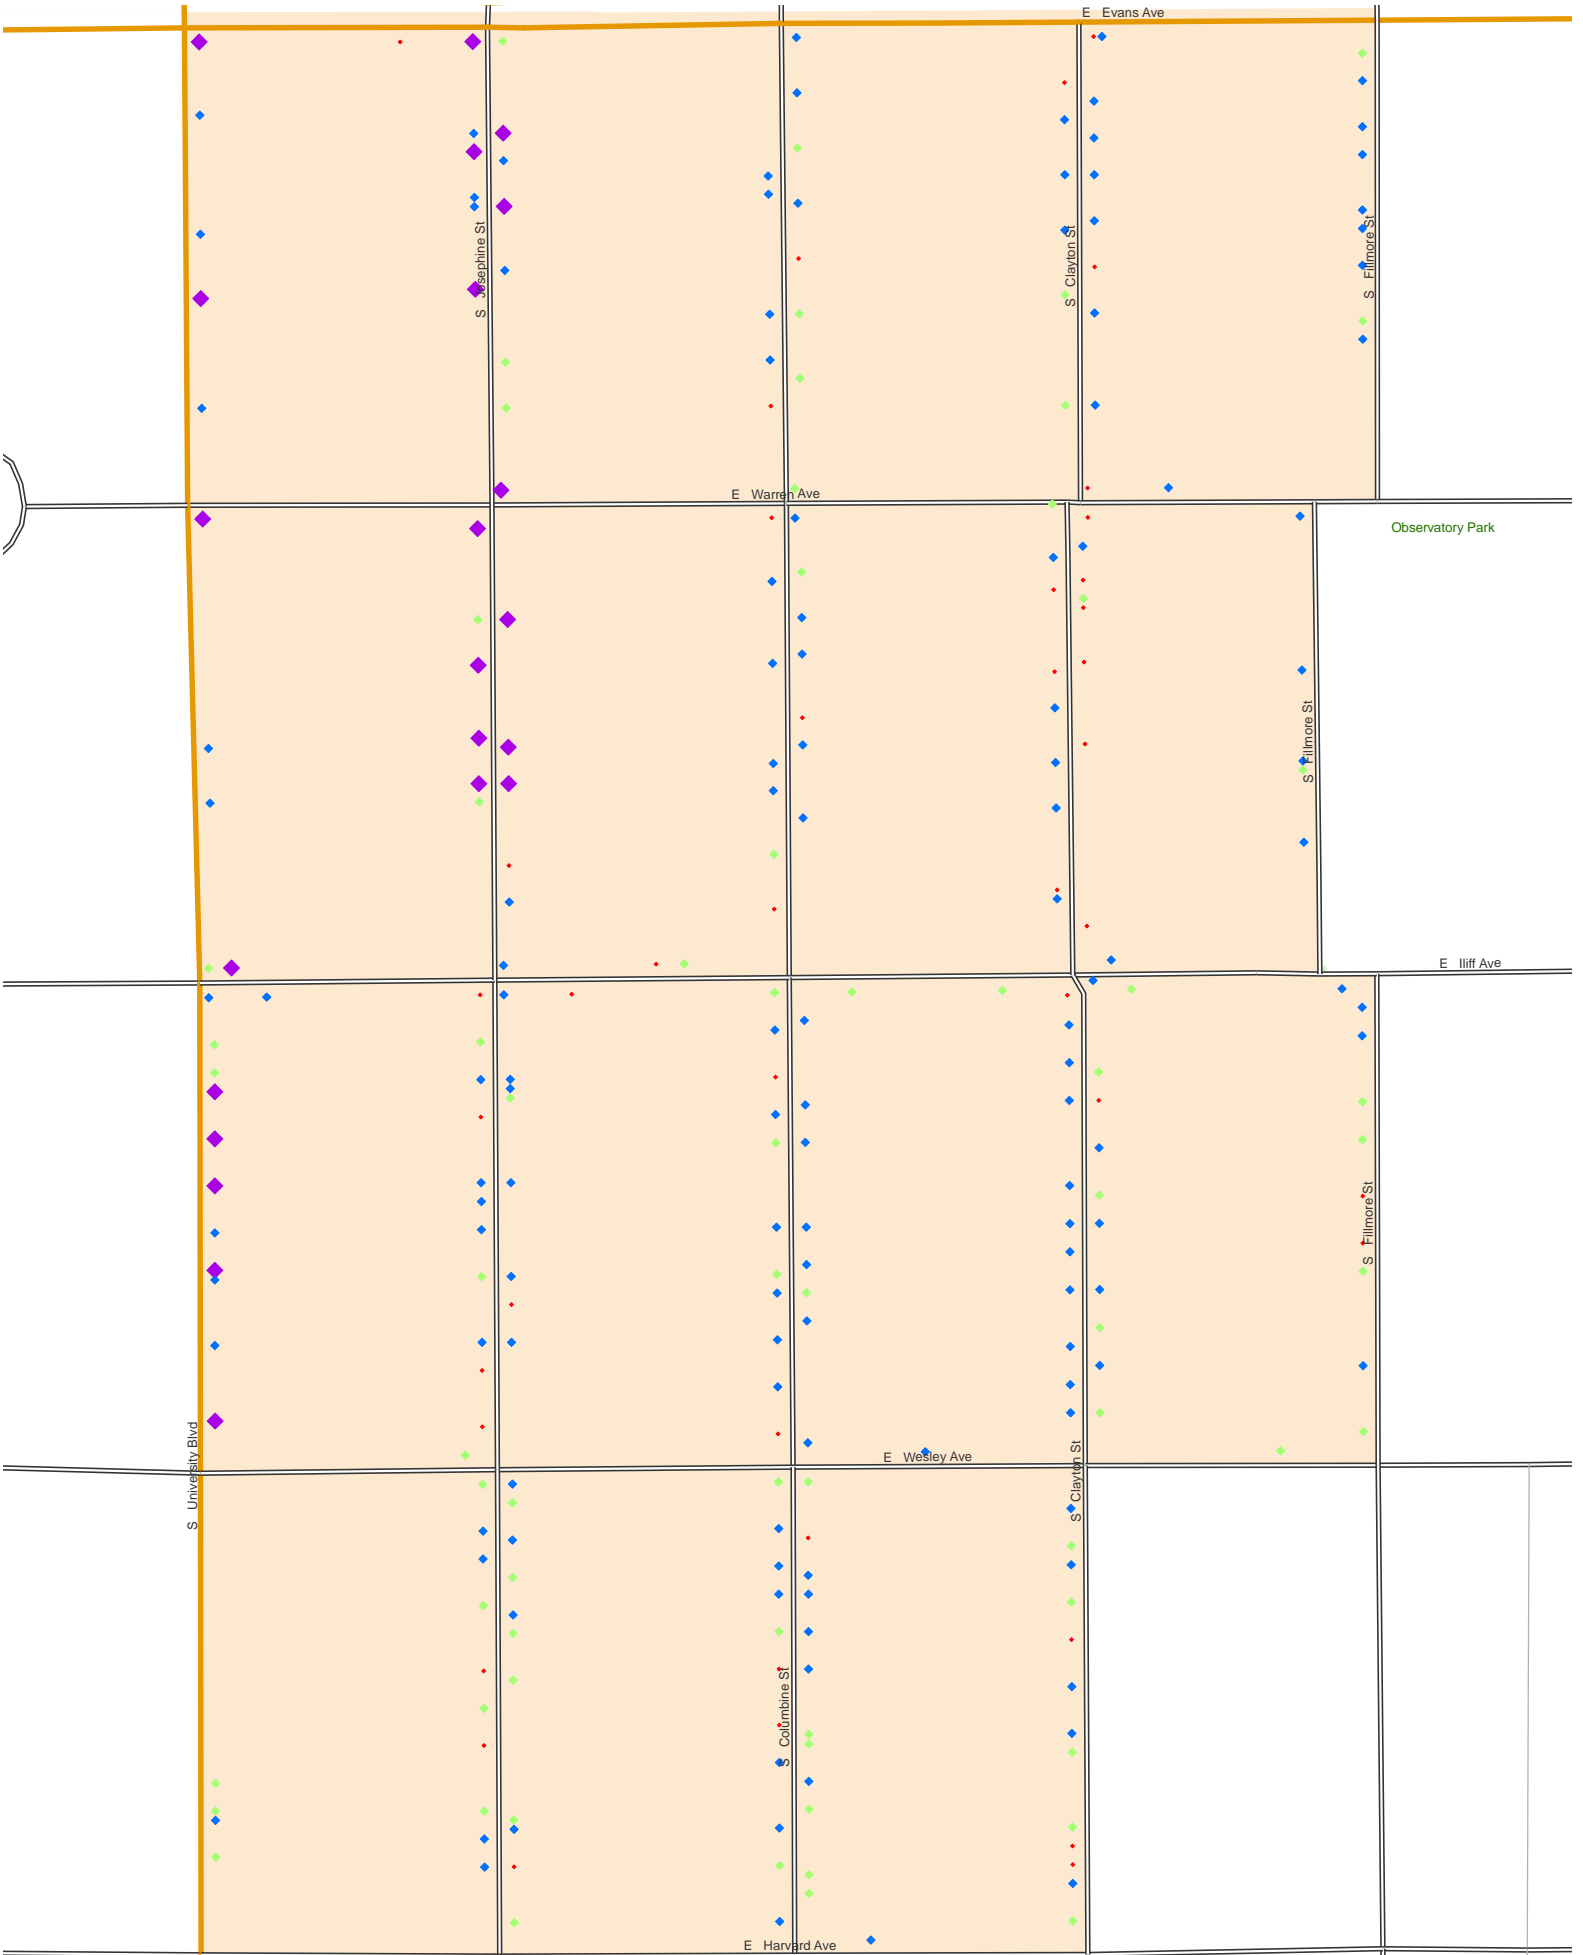 E Evans Ave
S Josephine St
S Clayton St
S Fillmore St
E Warren Ave
Observatory Park
S Fillmore St
E Iliff Ave
S Fillmore St
S University Blvd
E Wesley Ave
S Clayton St
S Columbine St
E Harvard Ave